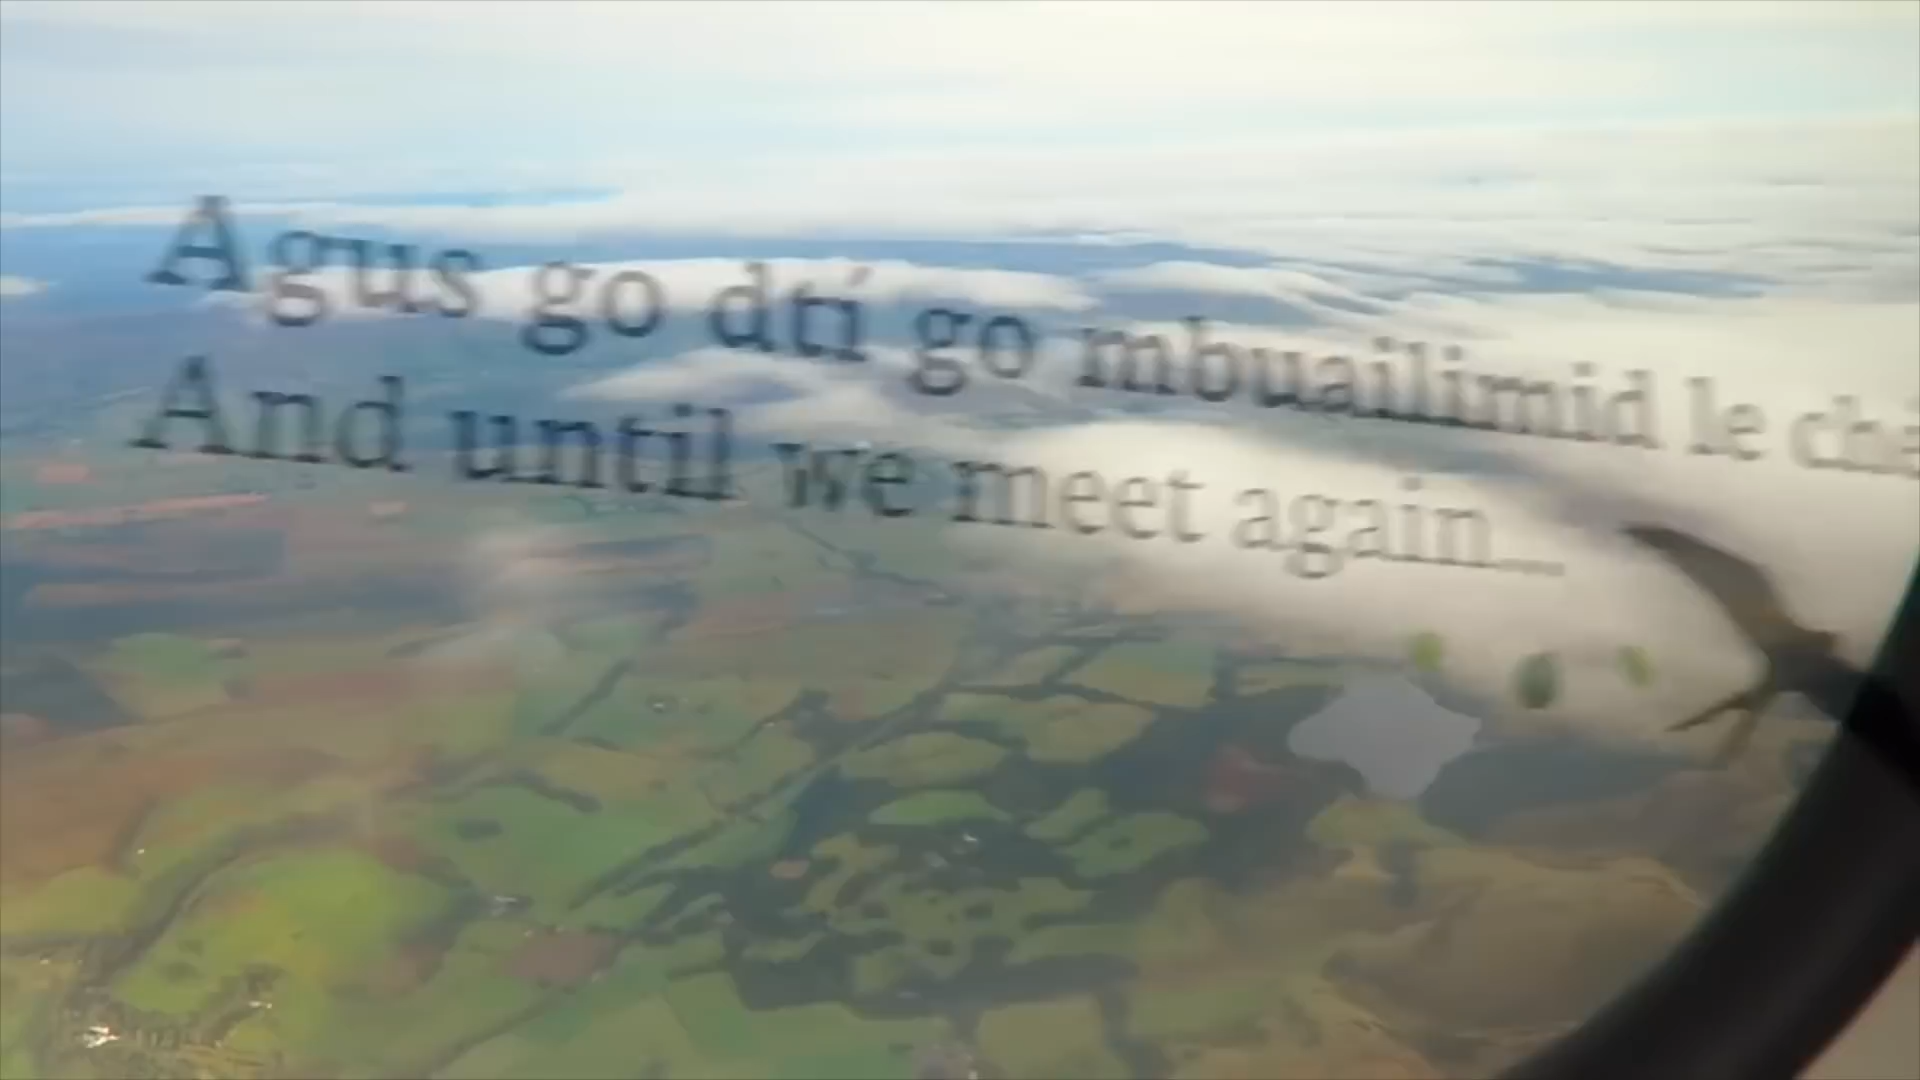 Agus go dtí go mbuailimid le
And until we meet again...